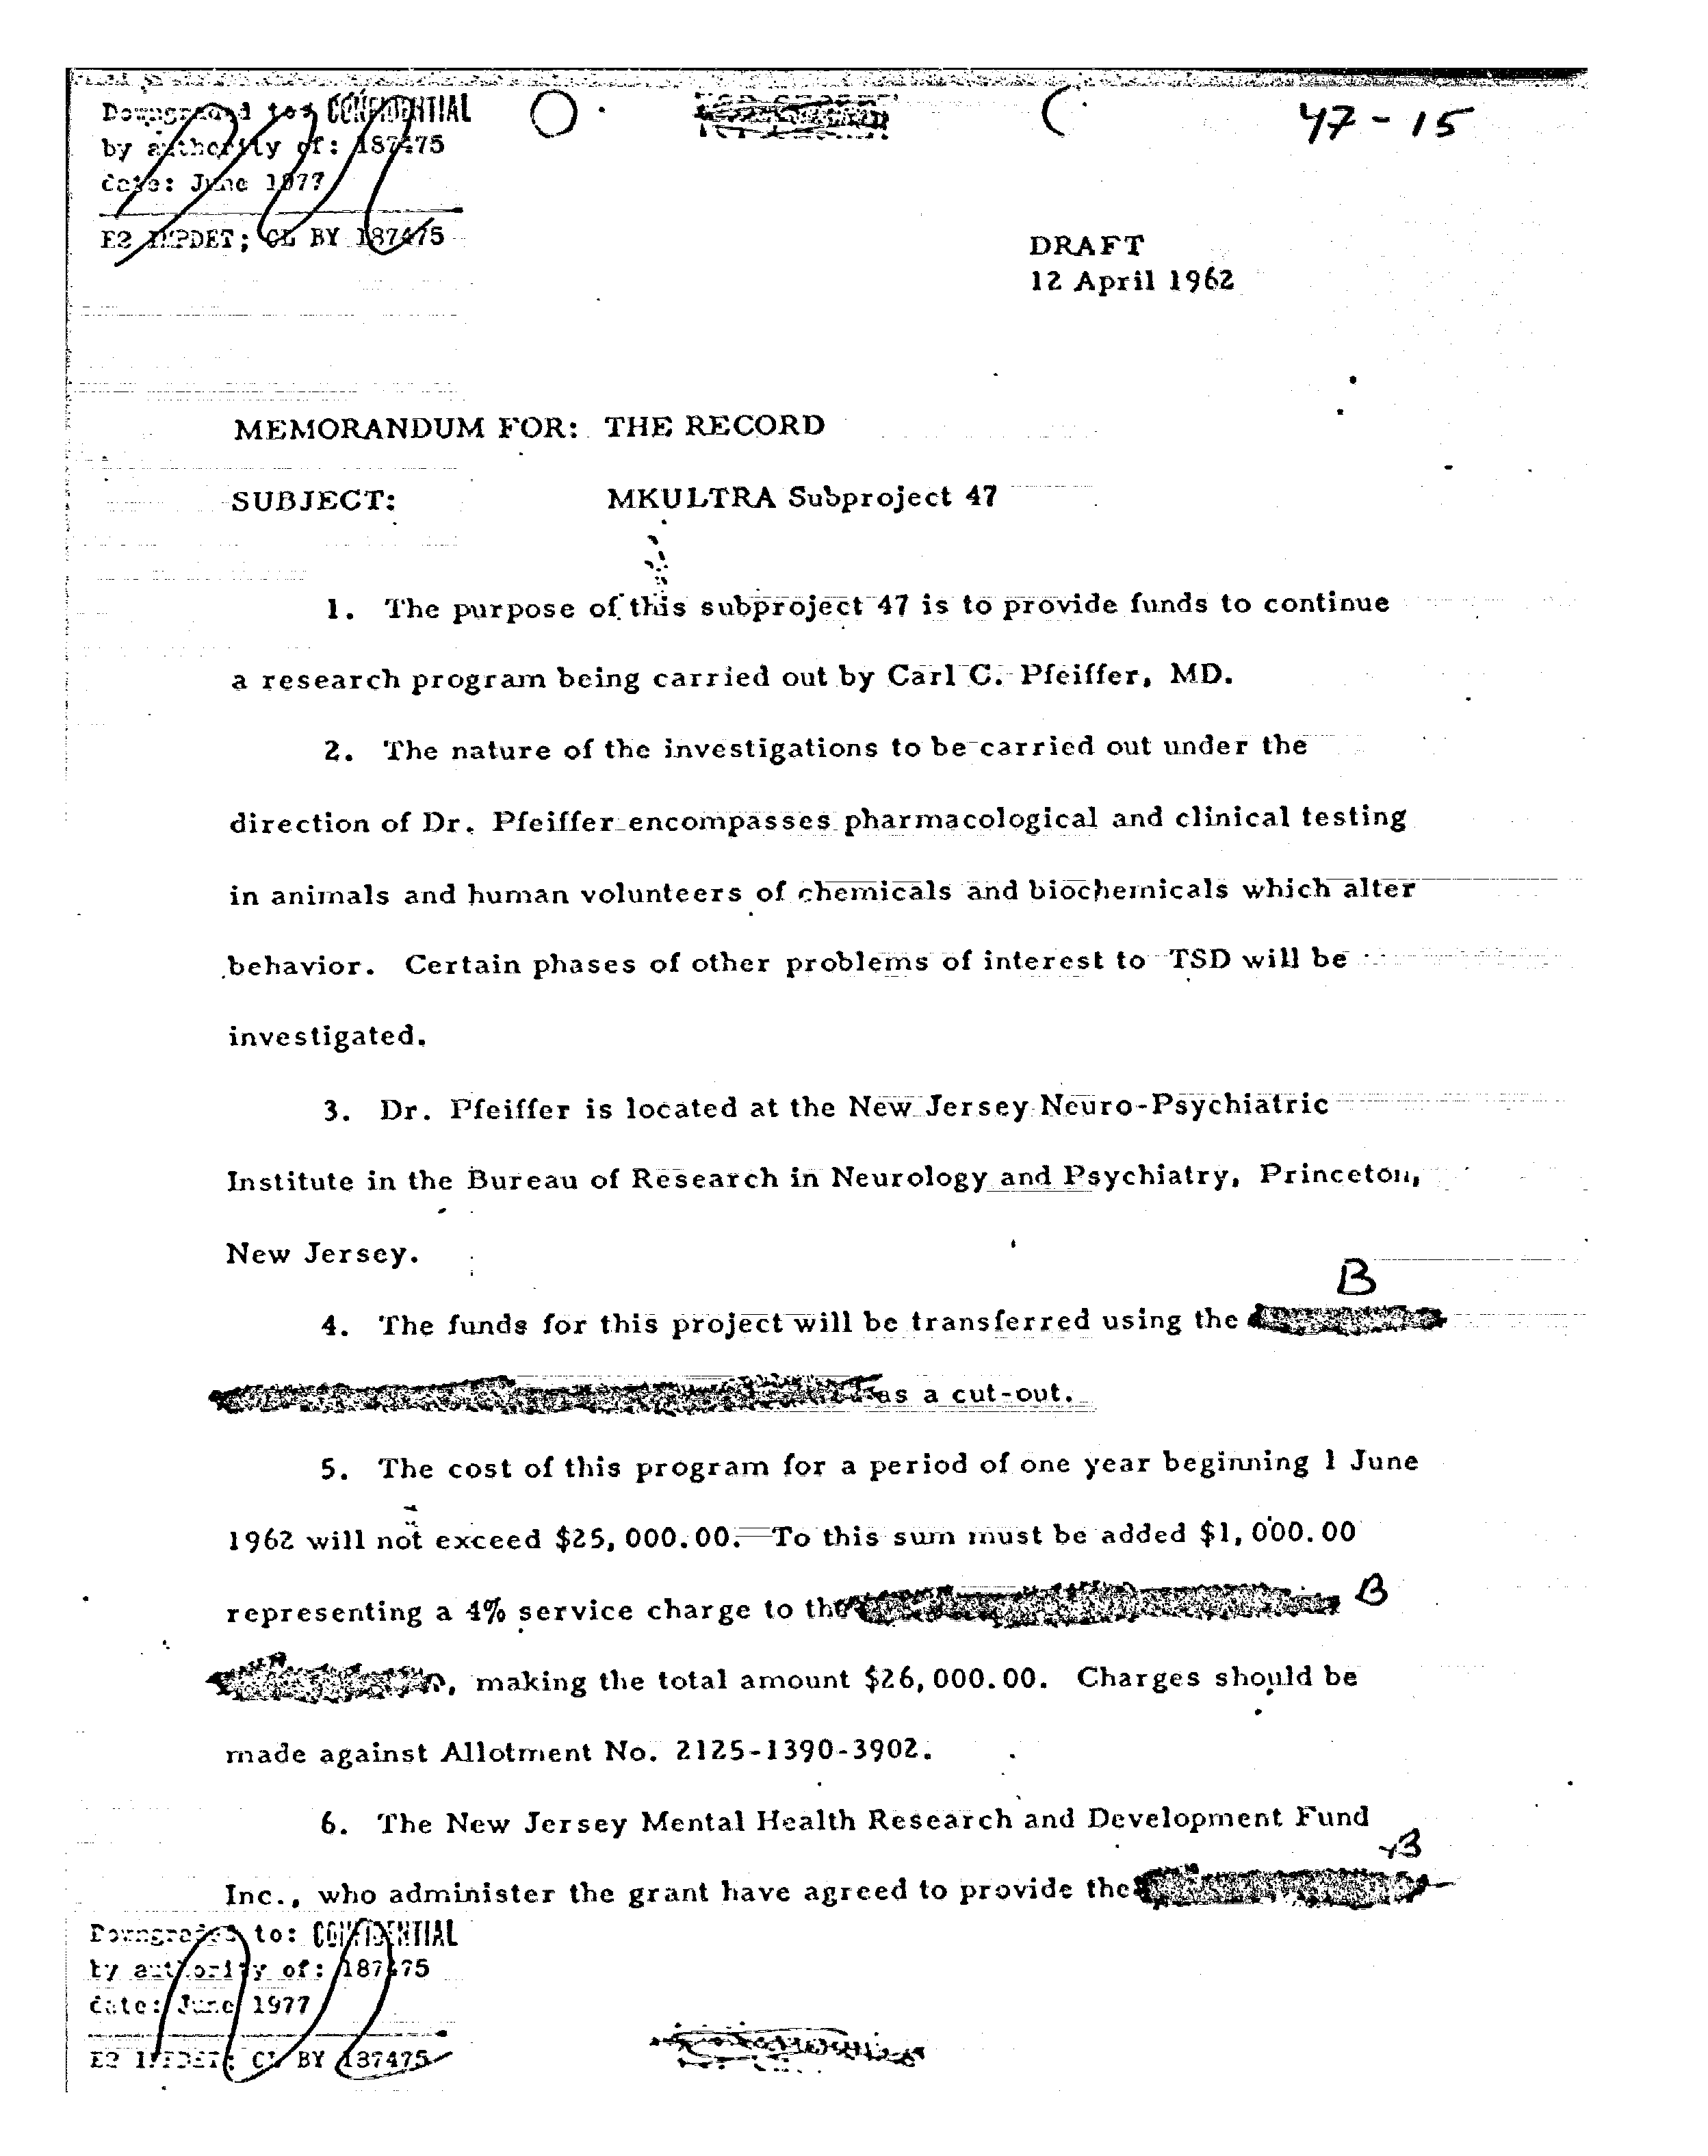 Downgraded to: CONFIDENTIAL
by authority of: 187475
date: June 1977
E2 IMPDET; CL BY 187475
47-15
DRAFT
12 April 1962
MEMORANDUM FOR: THE RECORD
SUBJECT: MKULTRA Subproject 47
1. The purpose of this subproject 47 is to provide funds to continue
a research program being carried out by Carl C. Pfeiffer, MD.
2. The nature of the investigations to be carried out under the
direction of Dr. Pfeiffer encompasses pharmacological and clinical testing
in animals and human volunteers of chemicals and biochemicals which alter
behavior. Certain phases of other problems of interest to TSD will be
investigated.
3. Dr. Pfeiffer is located at the New Jersey Neuro-Psychiatric
Institute in the Bureau of Research in Neurology and Psychiatry, Princeton,
New Jersey.
B
4. The funds for this project will be transferred using the
as a cut-out.
5. The cost of this program for a period of one year beginning 1 June
1962 will not exceed $25,000.00. To this sum must be added $1,000.00
representing a 4% service charge to the B
, making the total amount $26,000.00. Charges should be
made against Allotment No. 2125-1390-3902.
6. The New Jersey Mental Health Research and Development Fund
B
Inc., who administer the grant have agreed to provide the
Downgraded to: CONFIDENTIAL
by authority of: 187475
date: June 1977
E2 IMPDET; CL BY 187475